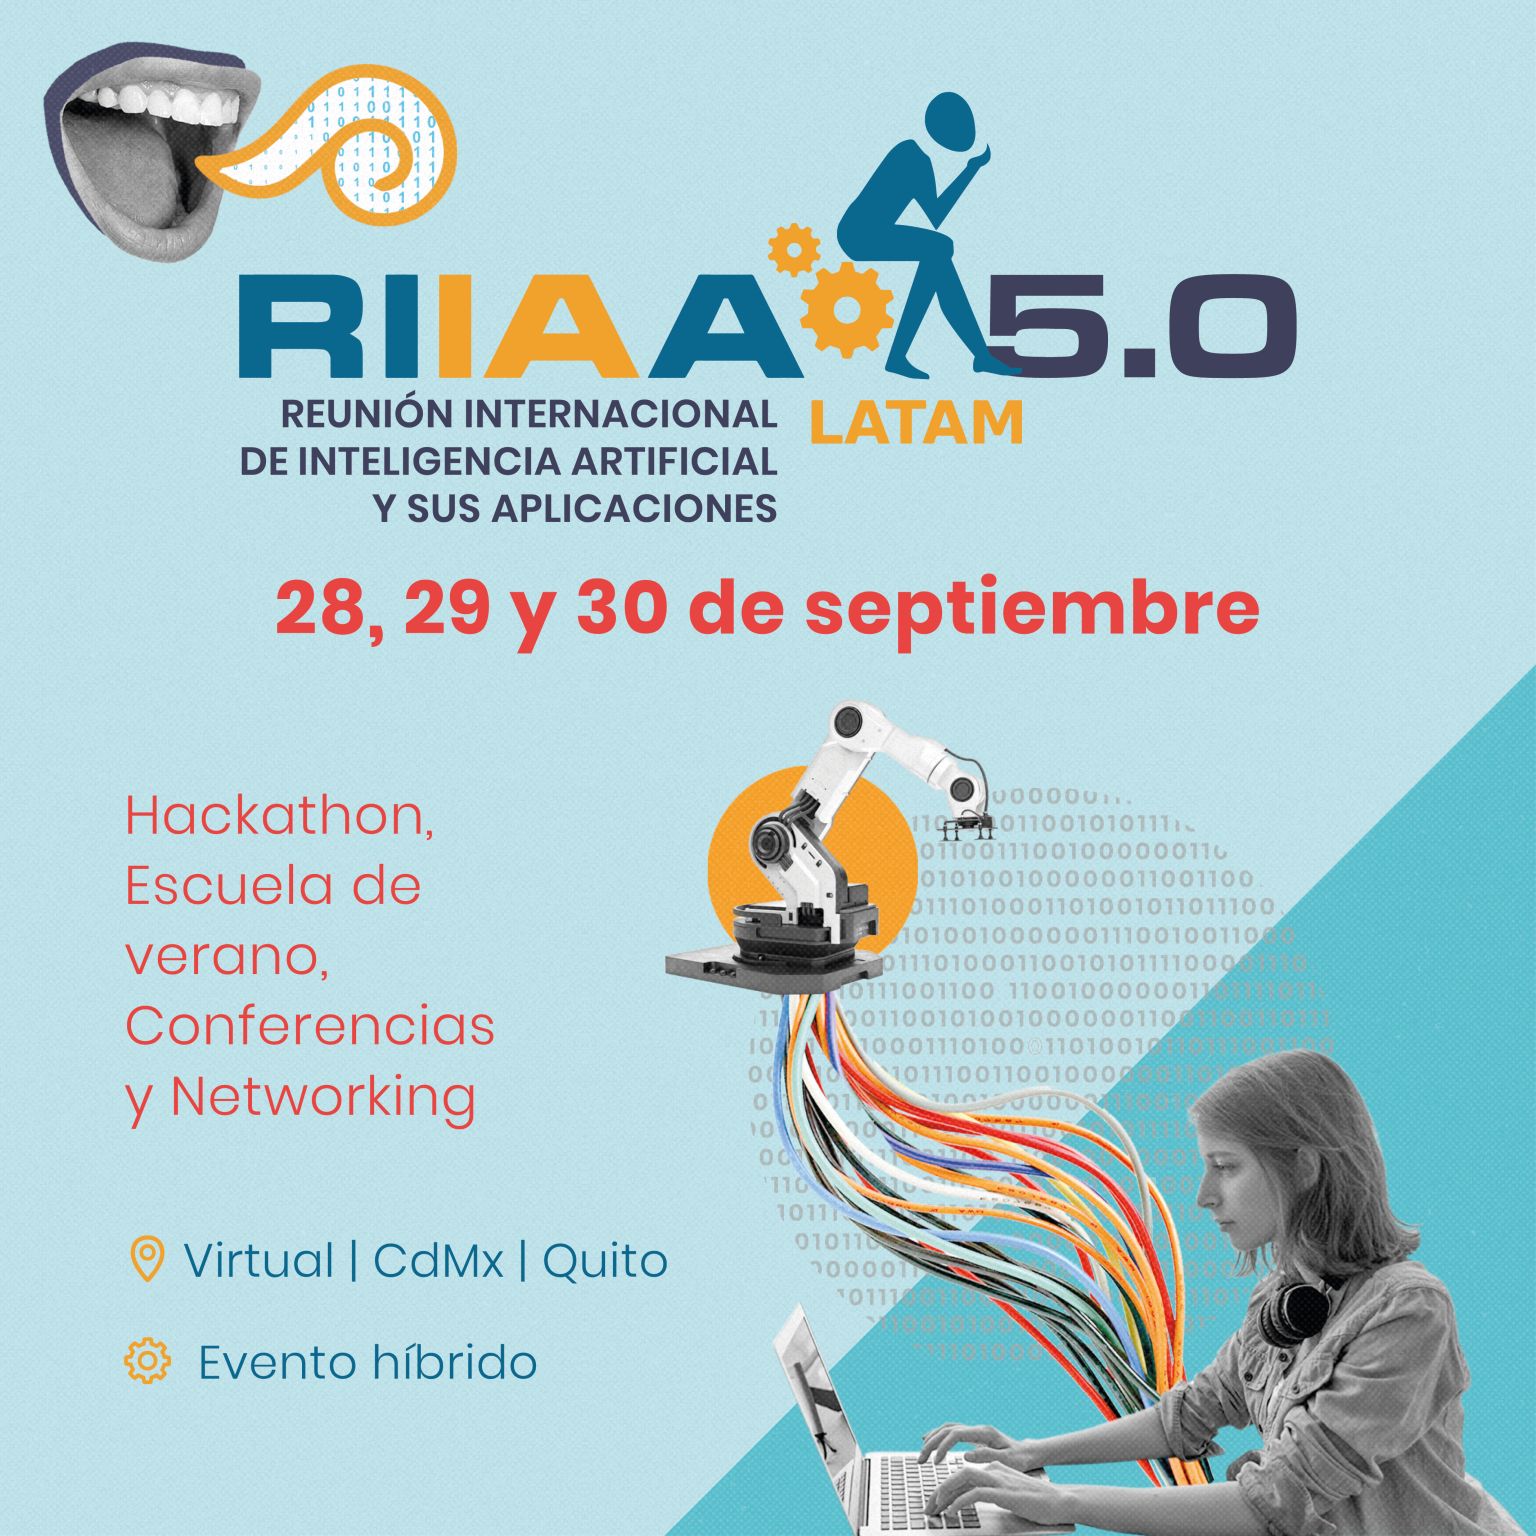 RIIAA 5.0
REUNIÓN INTERNACIONAL
DE INTELIGENCIA ARTIFICIAL
Y SUS APLICACIONES
LATAM
28, 29 y 30 de septiembre
Hackathon,
Escuela de
verano,
Conferencias
y Networking
Virtual | CdMx | Quito
Evento híbrido